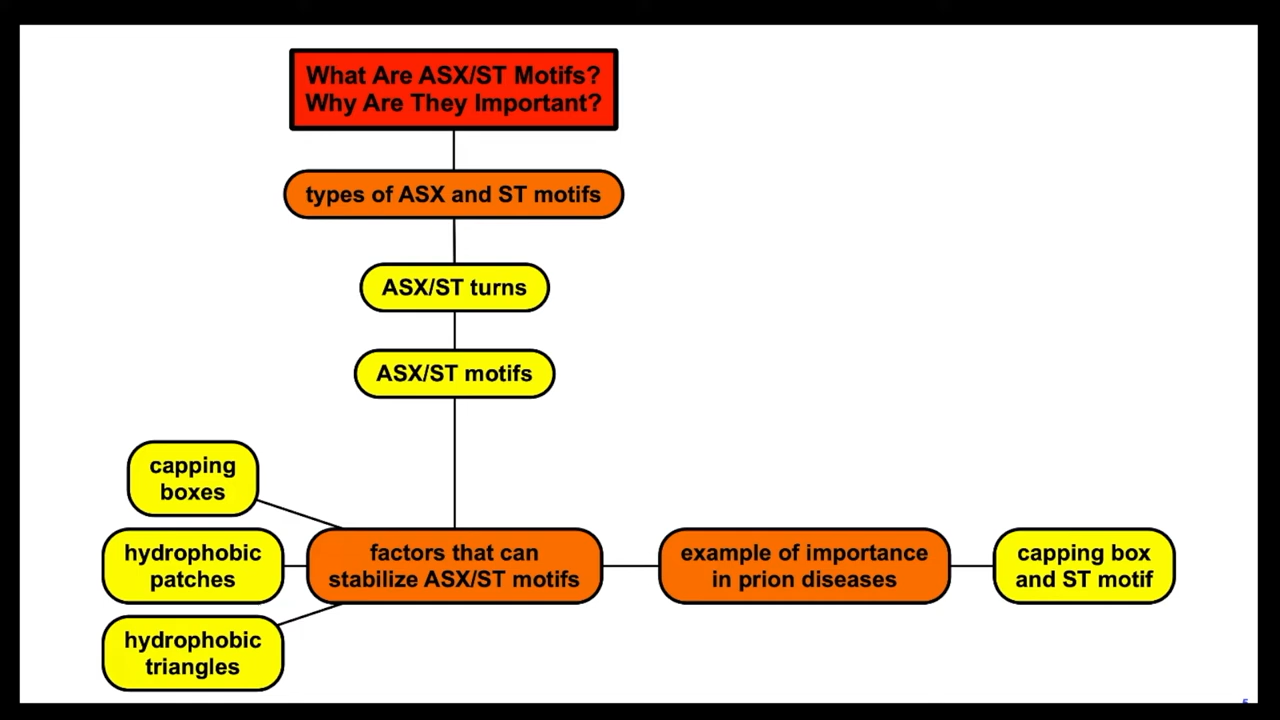 What Are ASX/ST Motifs?
Why Are They Important?
types of ASX and ST motifs
ASX/ST turns
ASX/ST motifs
capping
boxes
hydrophobic
patches
hydrophobic
triangles
factors that can
stabilize ASX/ST motifs
example of importance
in prion diseases
capping box
and ST motif